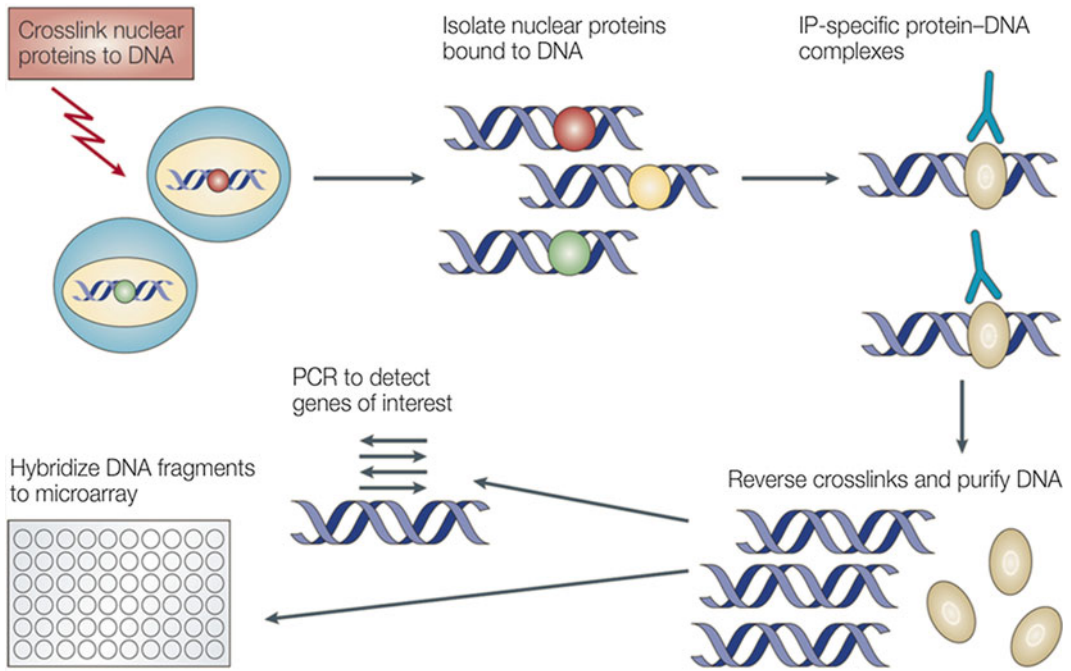 Crosslink nuclear
proteins to DNA
Isolate nuclear proteins
bound to DNA
IP-specific protein–DNA
complexes
PCR to detect
genes of interest
Hybridize DNA fragments
to microarray
Reverse crosslinks and purify DNA